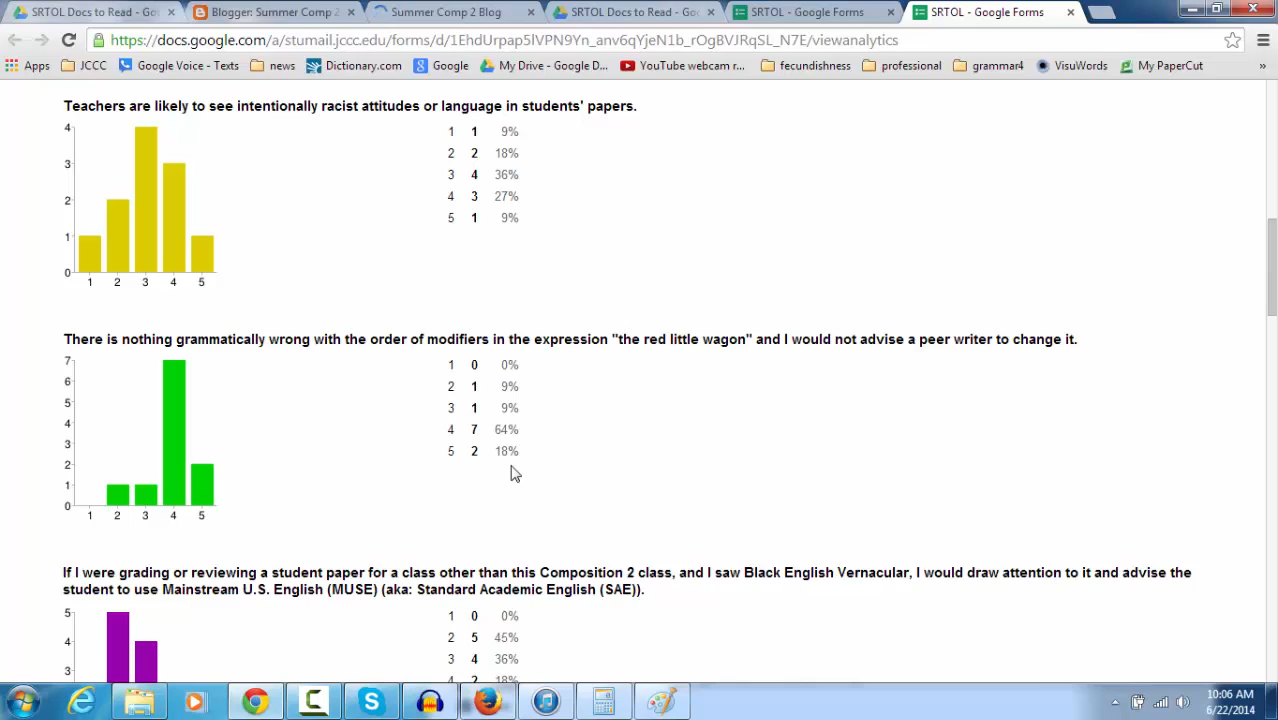 SRTOL Docs to Read - Go
Blogger: Summer Comp 2
Summer Comp 2 Blog
SRTOL Docs to Read - Go
SRTOL - Google Forms
SRTOL - Google Forms
https://docs.google.com/a/stumail.jccc.edu/forms/d/1EhdUrpap5lVPN9Yn_anv6qYjeN1b_rOgBVJRqSL_N7E/viewanalytics
Apps JCCC Google Voice - Texts news Dictionary.com Google My Drive - Google D... YouTube webcam r... fecundishness professional grammar4 VisuWords My PaperCut »
Teachers are likely to see intentionally racist attitudes or language in students' papers.
4
3
2
1
0
1 2 3 4 5
1 1 9%
2 2 18%
3 4 36%
4 3 27%
5 1 9%
There is nothing grammatically wrong with the order of modifiers in the expression "the red little wagon" and I would not advise a peer writer to change it.
7
6
5
4
3
2
1
0
1 2 3 4 5
1 0 0%
2 1 9%
3 1 9%
4 7 64%
5 2 18%
If I were grading or reviewing a student paper for a class other than this Composition 2 class, and I saw Black English Vernacular, I would draw attention to it and advise the
student to use Mainstream U.S. English (MUSE) (aka: Standard Academic English (SAE)).
5
4
3
1 0 0%
2 5 45%
3 4 36%
4 2 18%
10:06 AM
6/22/2014